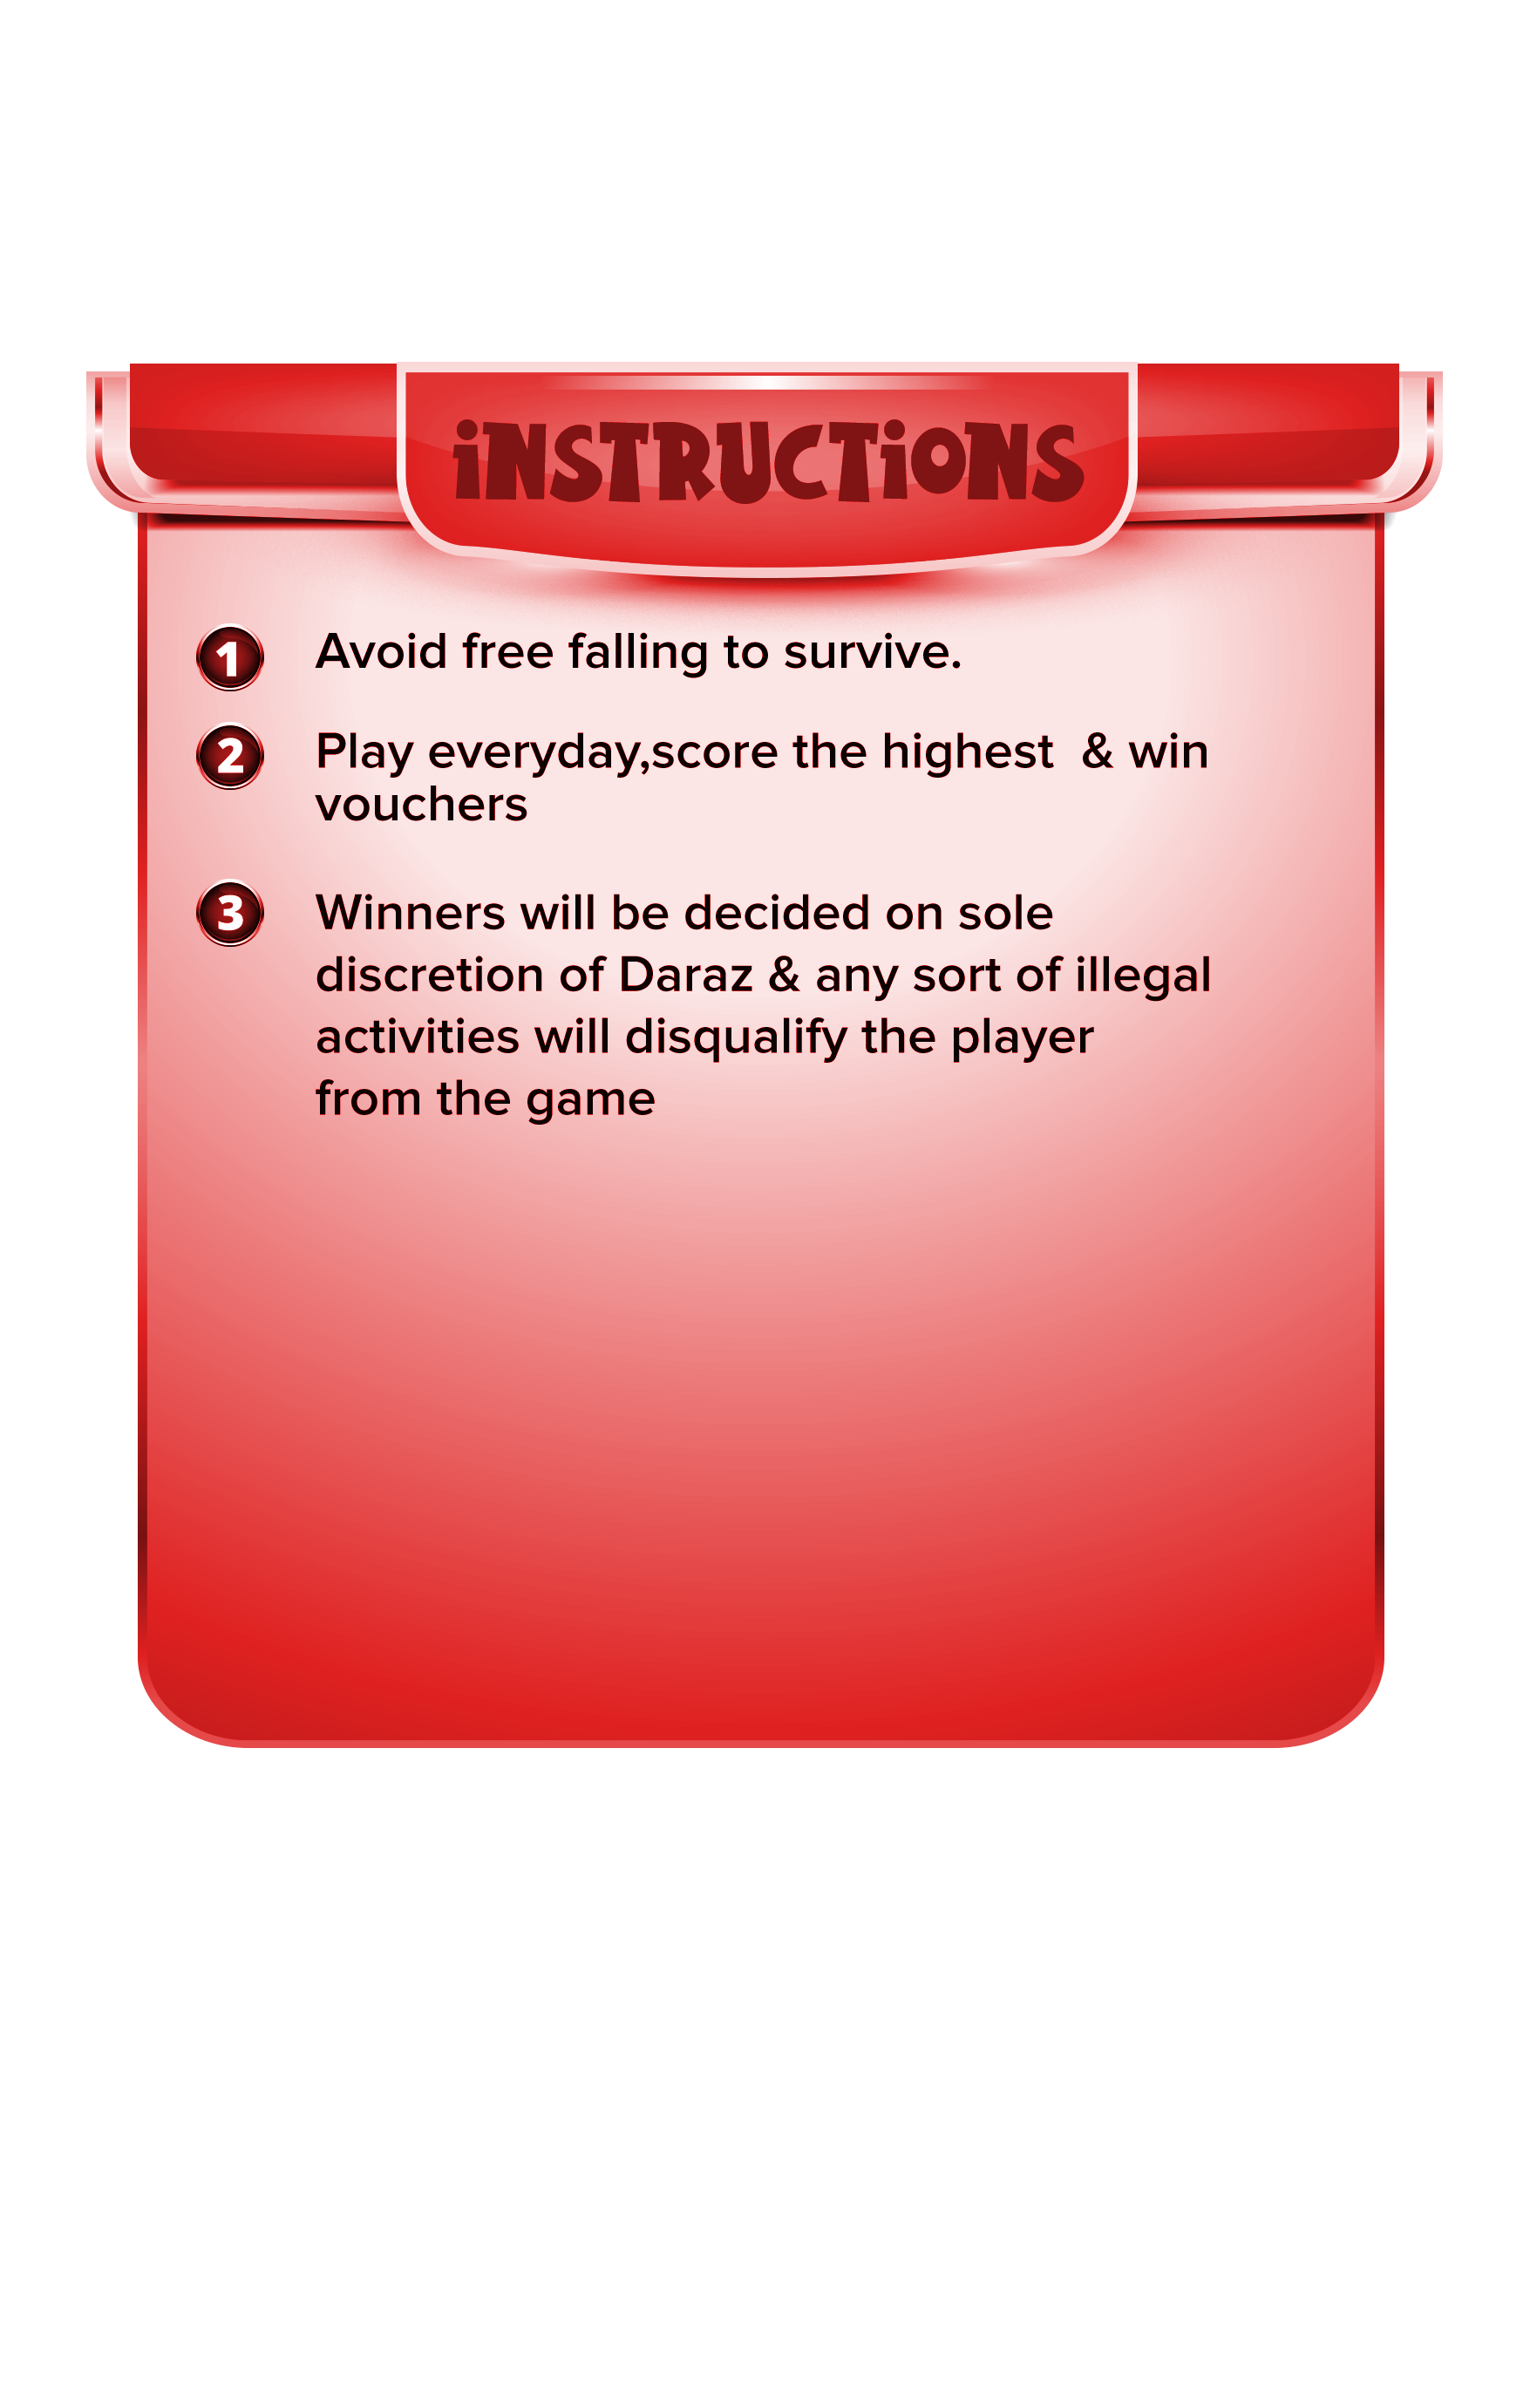 iNSTRUCTiONS
1 Avoid free falling to survive.
2 Play everyday,score the highest  & win
vouchers
3 Winners will be decided on sole
discretion of Daraz & any sort of illegal
activities will disqualify the player
from the game